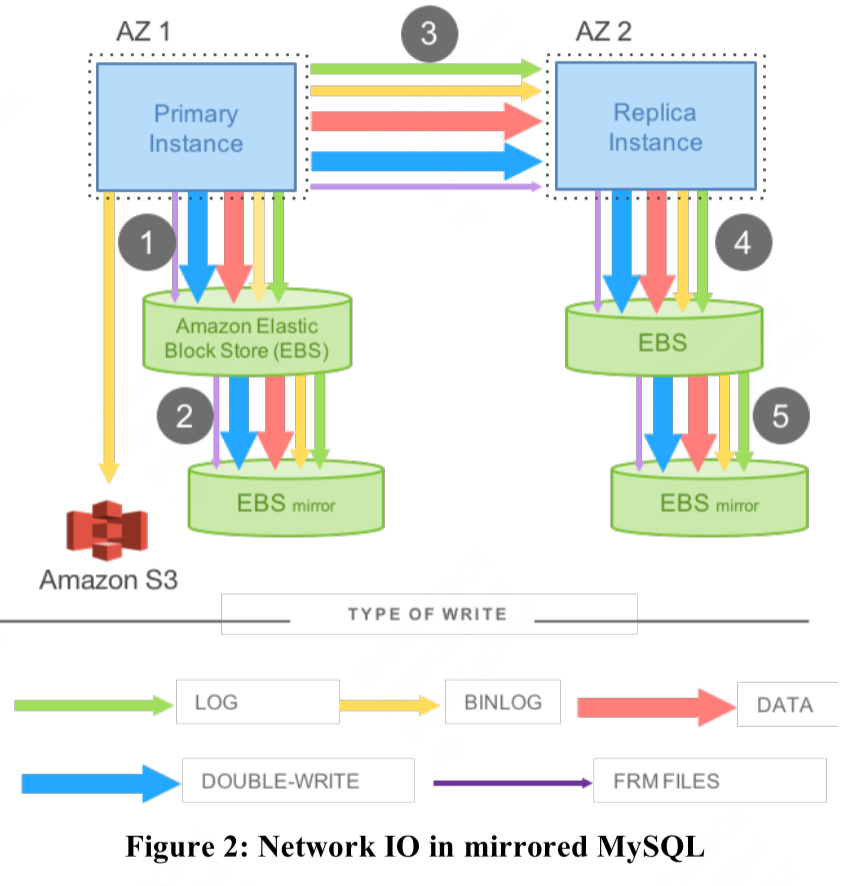 AZ 1
3
AZ 2
Primary
Instance
Replica
Instance
1
4
Amazon Elastic
Block Store (EBS)
EBS
2
5
EBS mirror
EBS mirror
Amazon S3
TYPE OF WRITE
LOG
BINLOG
DATA
DOUBLE-WRITE
FRM FILES
Figure 2: Network IO in mirrored MySQL